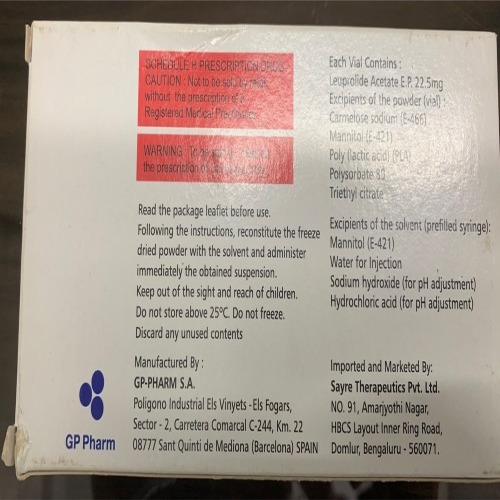 SCHEDULE H PRESCRIPTION DRUG
CAUTION : Not to be sold by retail
without the prescription of a
Registered Medical Practitioner
WARNING : To be
the prescription of
Read the package leaflet before use.
Following the instructions, reconstitute the freeze
dried powder with the solvent and administer
immediately the obtained suspension.
Keep out of the sight and reach of children.
Do not store above 25°C. Do not freeze.
Discard any unused contents
Manufactured By :
GP-PHARM S.A.
Poligono Industrial Els Vinyets - Els Fogars,
Sector - 2, Carretera Comarcal C-244, Km. 22
08777 Sant Quinti de Mediona (Barcelona) SPAIN
GP Pharm
Each Vial Contains :
Leuprolide Acetate E.P. 22.5mg
Excipients of the powder (vial) :
Carmelose sodium (E-466)
Mannitol (E-421)
Poly (lactic acid) (PLA)
Polysorbate 80
Triethyl citrate
Excipients of the solvent (prefilled syringe):
Mannitol (E-421)
Water for Injection
Sodium hydroxide (for pH adjustment)
Hydrochloric acid (for pH adjustment)
Imported and Marketed By:
Sayre Therapeutics Pvt. Ltd.
NO. 91, Amarjyothi Nagar,
HBCS Layout Inner Ring Road,
Domlur, Bengaluru - 560071.